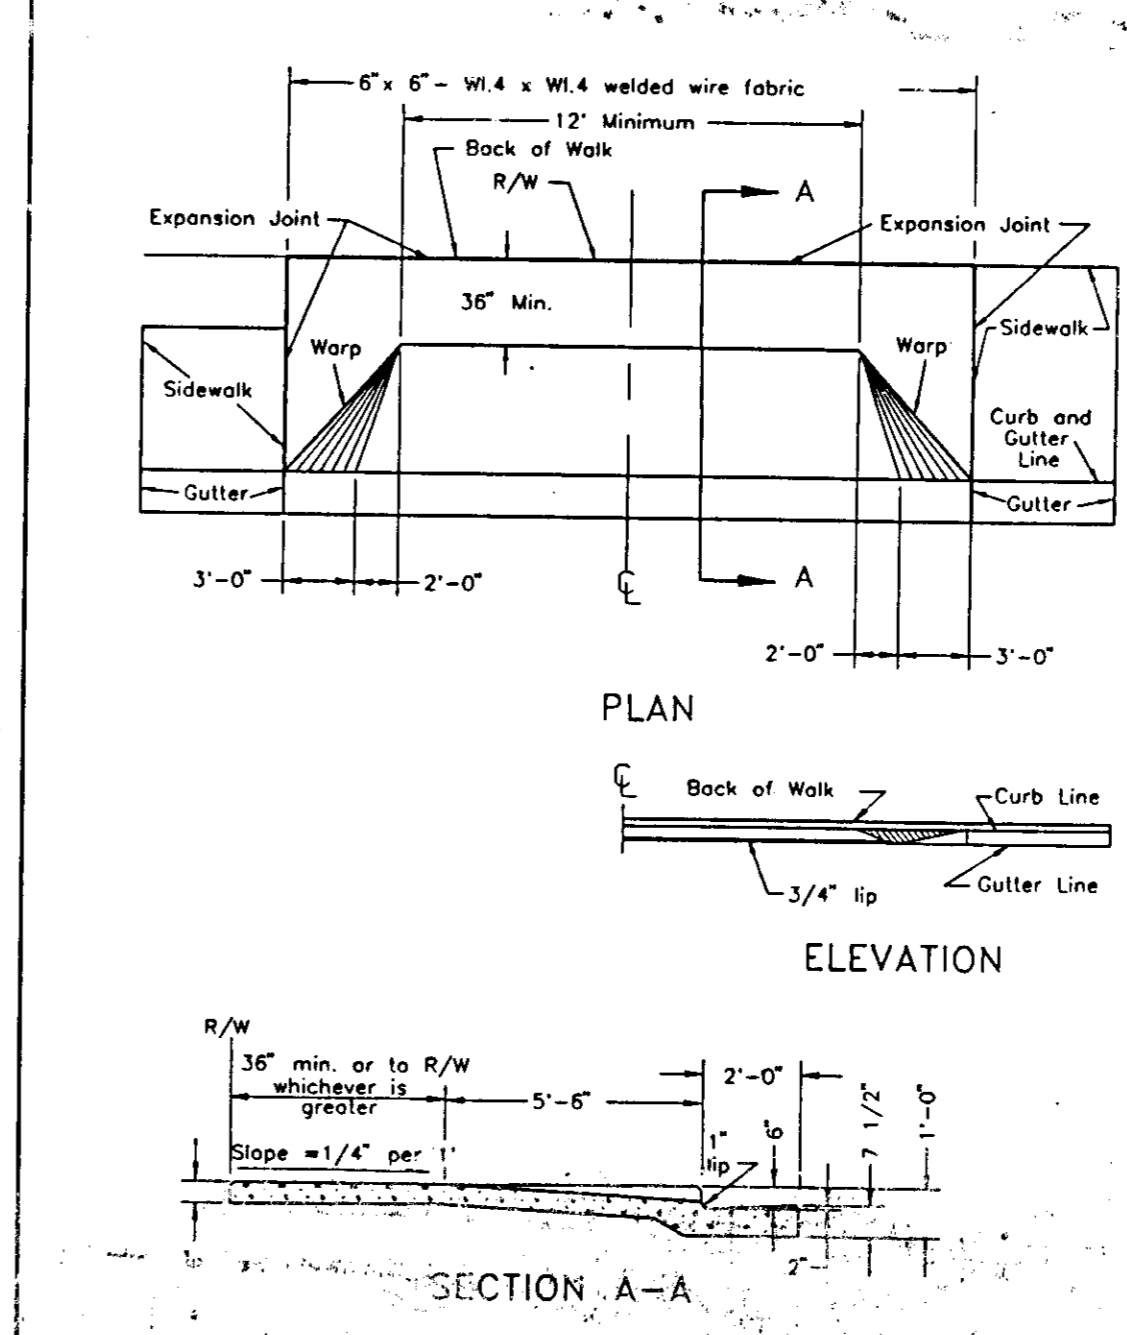 6" x 6" - W1.4 x W1.4 welded wire fabric
12' Minimum
Back of Walk
R/W
A
Expansion Joint
Expansion Joint
36" Min.
Warp
Warp
Sidewalk
Sidewalk
Curb and
Gutter
Line
Gutter
Gutter
3'-0"
2'-0"
℄
A
2'-0"
3'-0"
PLAN
℄
Back of Walk
Curb Line
3/4" lip
Gutter Line
ELEVATION
R/W
36" min. or to R/W
whichever is
greater
5'-6"
2'-0"
6"
7 1/2"
1'-0"
1"
lip
Slope =1/4" per 1'
2"
SECTION A-A